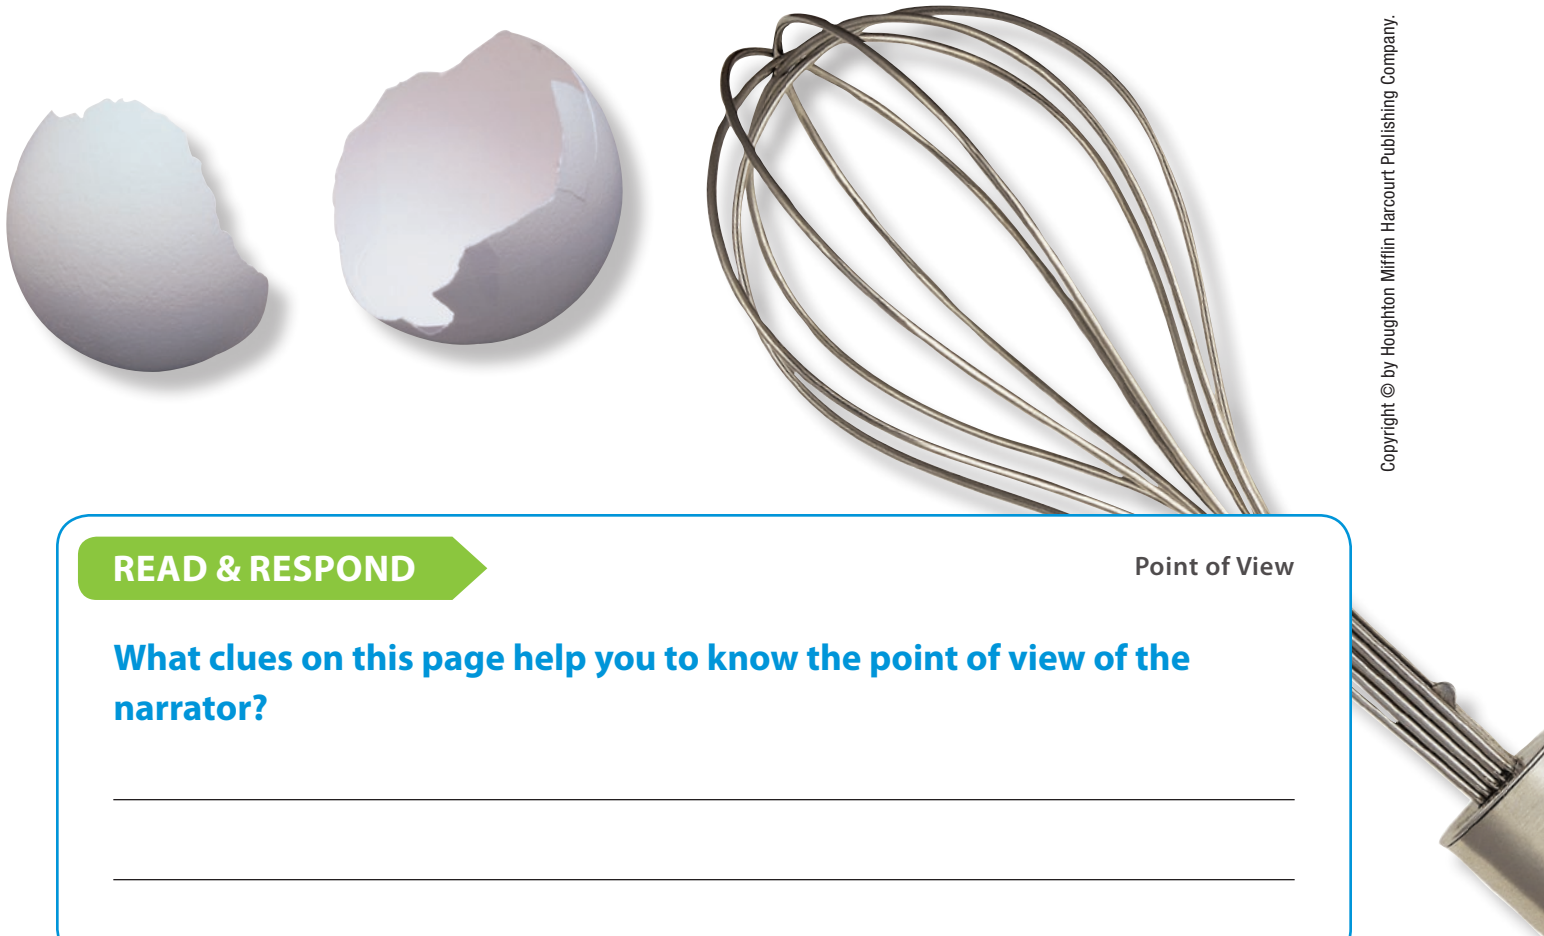 Copyright © by Houghton Mifflin Harcourt Publishing Company.
READ & RESPOND
Point of View
What clues on this page help you to know the point of view of the
narrator?